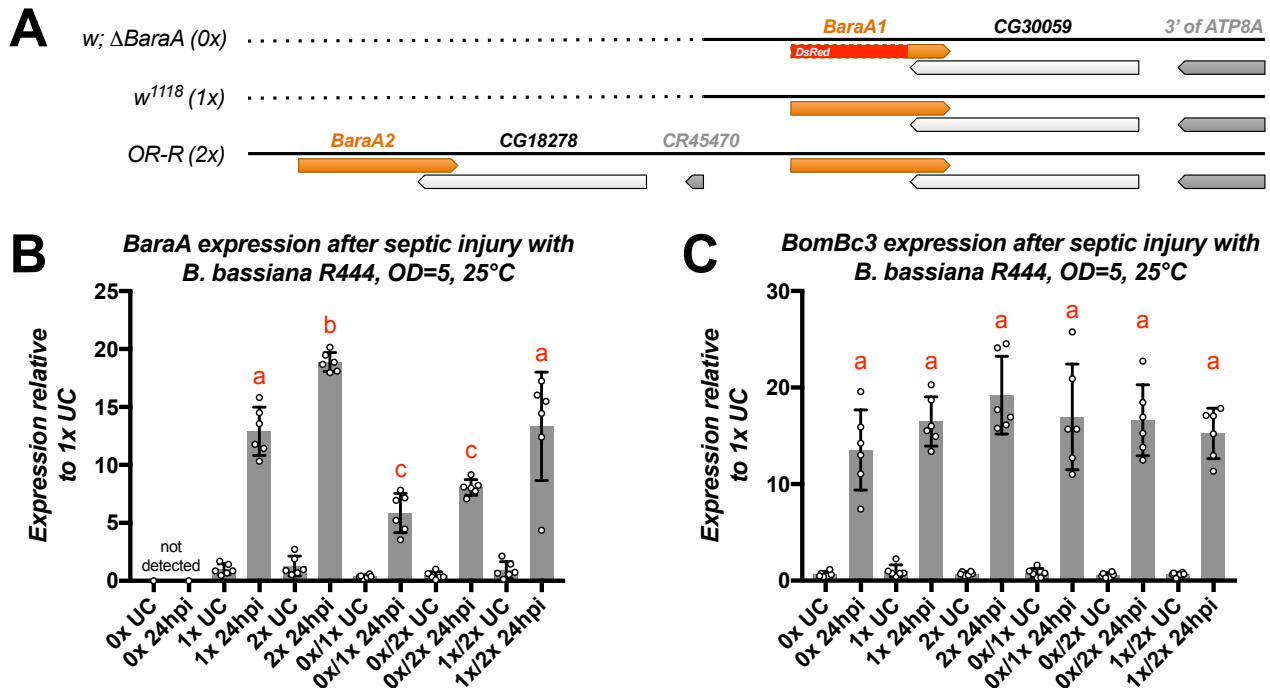 A
w; ΔBaraA (0x)
BaraA1
CG30059
3' of ATP8A
DsRed
w1118 (1x)
BaraA2
CG18278
CR45470
OR-R (2x)
B
BaraA expression after septic injury with
B. bassiana R444, OD=5, 25°C
Expression relative
to 1x UC
25
20
15
10
5
0
not
detected
a
b
c
c
a
0x UC
0x 24hpi
1x UC
1x 24hpi
2x UC
2x 24hpi
0x/1x UC
0x/1x 24hpi
0x/2x UC
0x/2x 24hpi
1x/2x UC
1x/2x 24hpi
C
BomBc3 expression after septic injury with
B. bassiana R444, OD=5, 25°C
Expression relative
to 1x UC
30
20
10
0
a
a
a
a
a
a
0x UC
0x 24hpi
1x UC
1x 24hpi
2x UC
2x 24hpi
0x/1x UC
0x/1x 24hpi
0x/2x UC
0x/2x 24hpi
1x/2x UC
1x/2x 24hpi